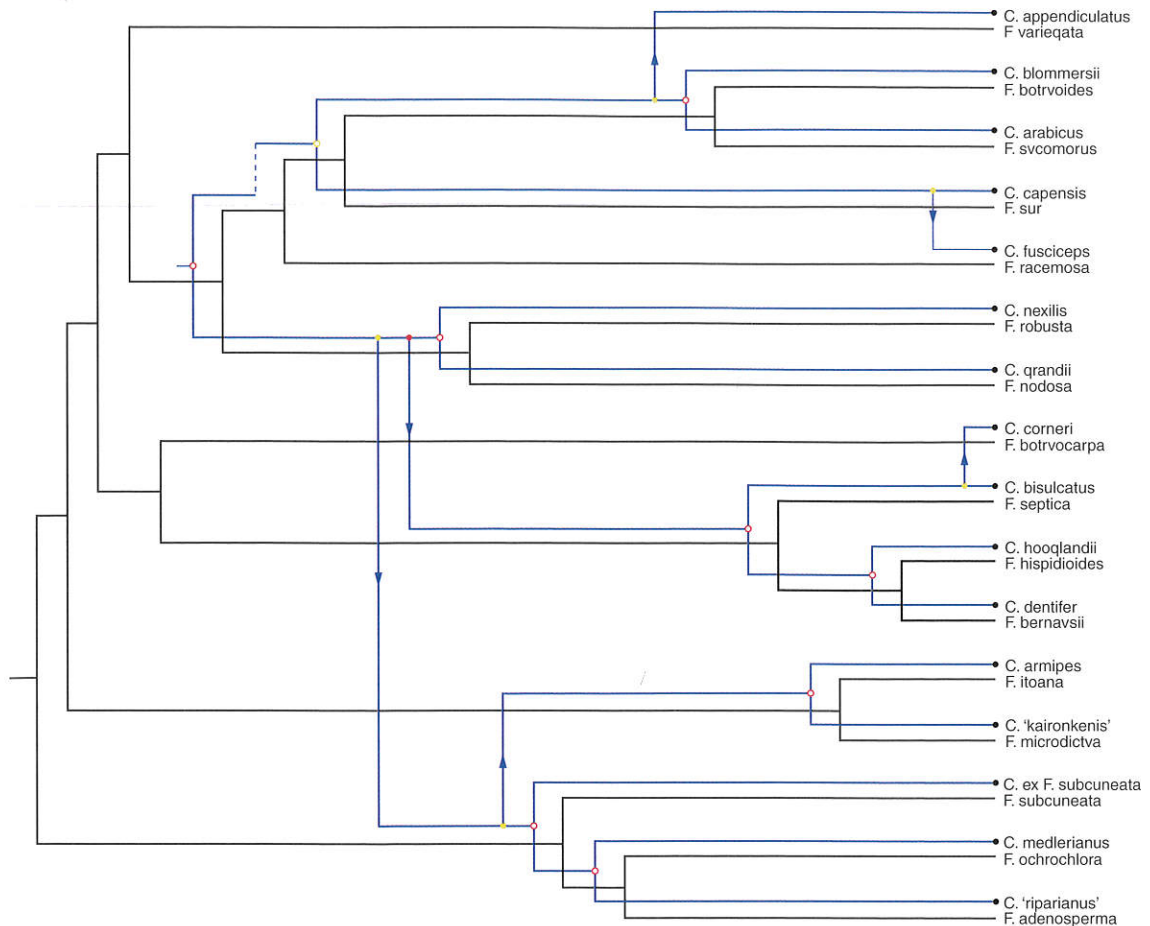 C. appendiculatus
F varieqata
C. blommersii
F. botrvoides
C. arabicus
F. svcomorus
C. capensis
F. sur
C. fusciceps
F. racemosa
C. nexilis
F. robusta
C. qrandii
F. nodosa
C. corneri
F. botrvocarpa
C. bisulcatus
F. septica
C. hooqlandii
F. hispidioides
C. dentifer
F. bernavsii
C. armipes
F. itoana
C. ‘kaironkenis’
F. microdictva
C. ex F. subcuneata
F. subcuneata
C. medlerianus
F. ochrochlora
C. ‘riparianus’
F. adenosperma